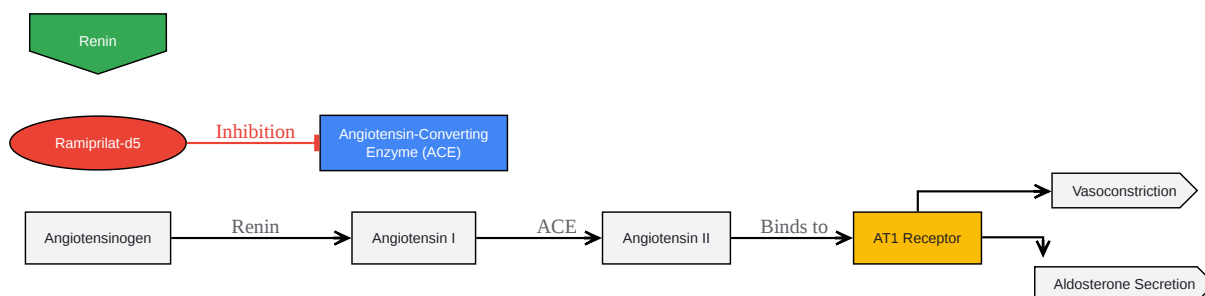 Renin
Ramiprilat-d5
Inhibition
Angiotensin-Converting
Enzyme (ACE)
Vasoconstriction
Angiotensinogen
Renin
Angiotensin I
ACE
Angiotensin II
Binds to
AT1 Receptor
Aldosterone Secretion